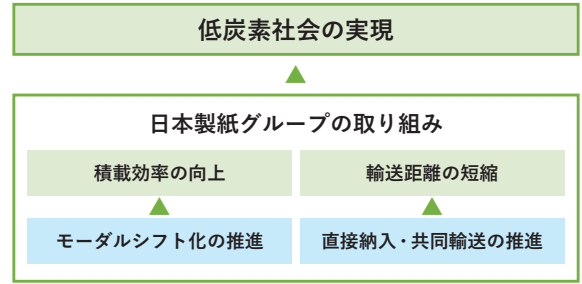 低炭素社会の実現
日本製紙グループの取り組み
積載効率の向上
輸送距離の短縮
モーダルシフト化の推進
直接納入・共同輸送の推進